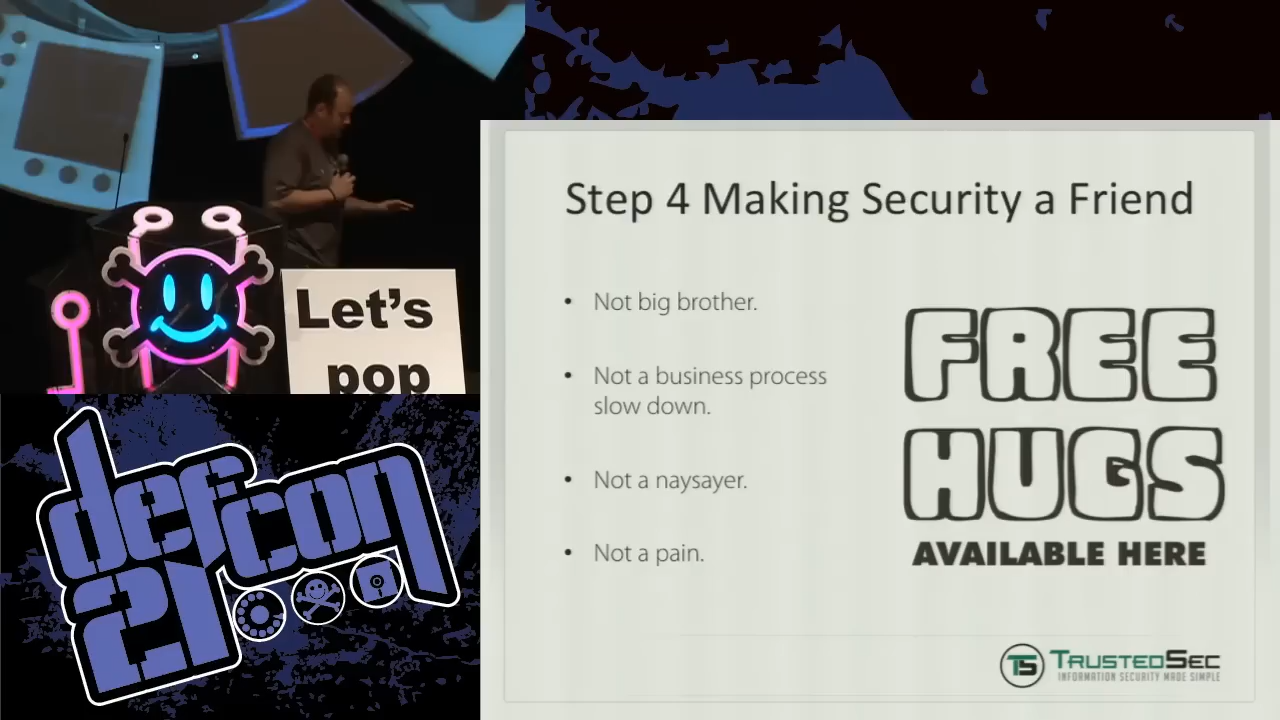 Let's
pop
defcon
21
Step 4 Making Security a Friend
• Not big brother.
• Not a business process
slow down.
• Not a naysayer.
• Not a pain.
FREE
HUGS
AVAILABLE HERE
TS TRUSTEDSEC
INFORMATION SECURITY MADE SIMPLE